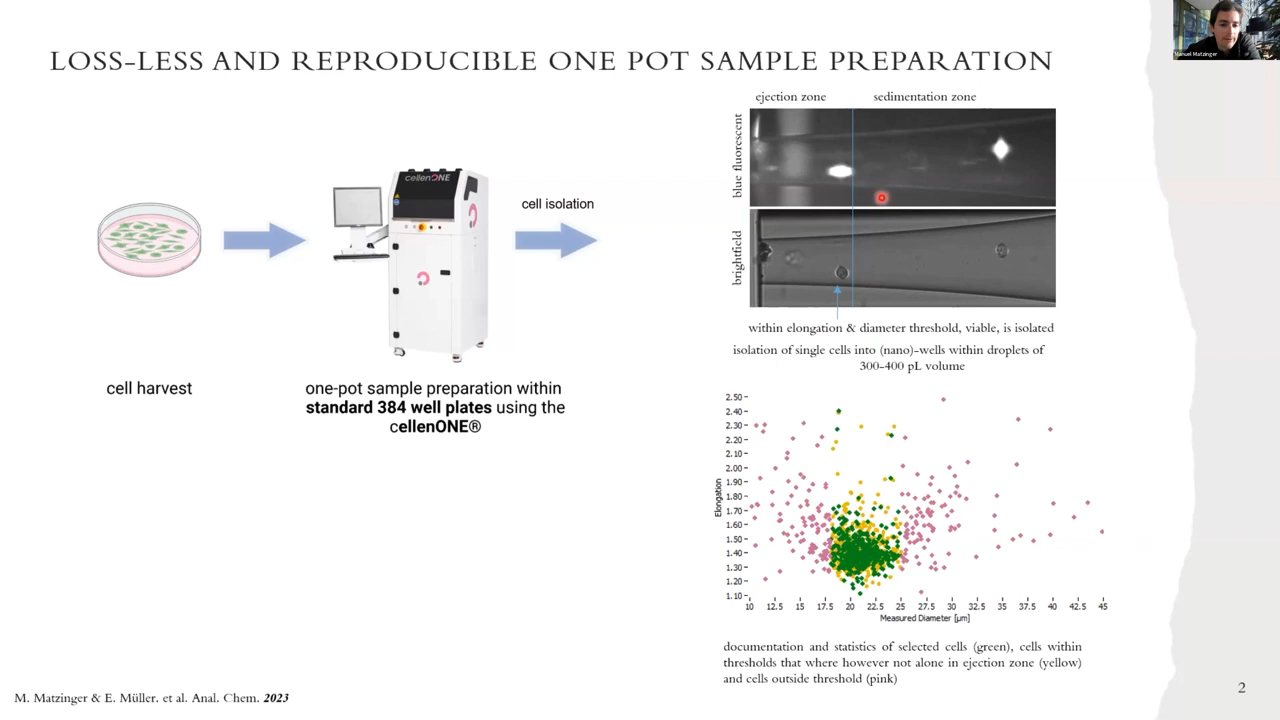 LOSS-LESS AND REPRODUCIBLE ONE POT SAMPLE PREPARATION
Manuel Matzinger
ejection zone
sedimentation zone
blue fluorescent
brightfield
cellenONE
cell isolation
within elongation & diameter threshold, viable, is isolated
isolation of single cells into (nano)-wells within droplets of
300-400 pL volume
cell harvest
one-pot sample preparation within
standard 384 well plates using the
cellenONE®
2.50
2.40
2.30
2.20
2.10
2.00
1.90
1.80
1.70
1.60
1.50
1.40
1.30
1.20
1.10
Elongation
10 12.5 15 17.5 20 22.5 25 27.5 30 32.5 35 37.5 40 42.5 45
Measured Diameter [µm]
documentation and statistics of selected cells (green), cells within
thresholds that where however not alone in ejection zone (yellow)
and cells outside threshold (pink)
M. Matzinger & E. Müller. et al. Anal. Chem. 2023
2